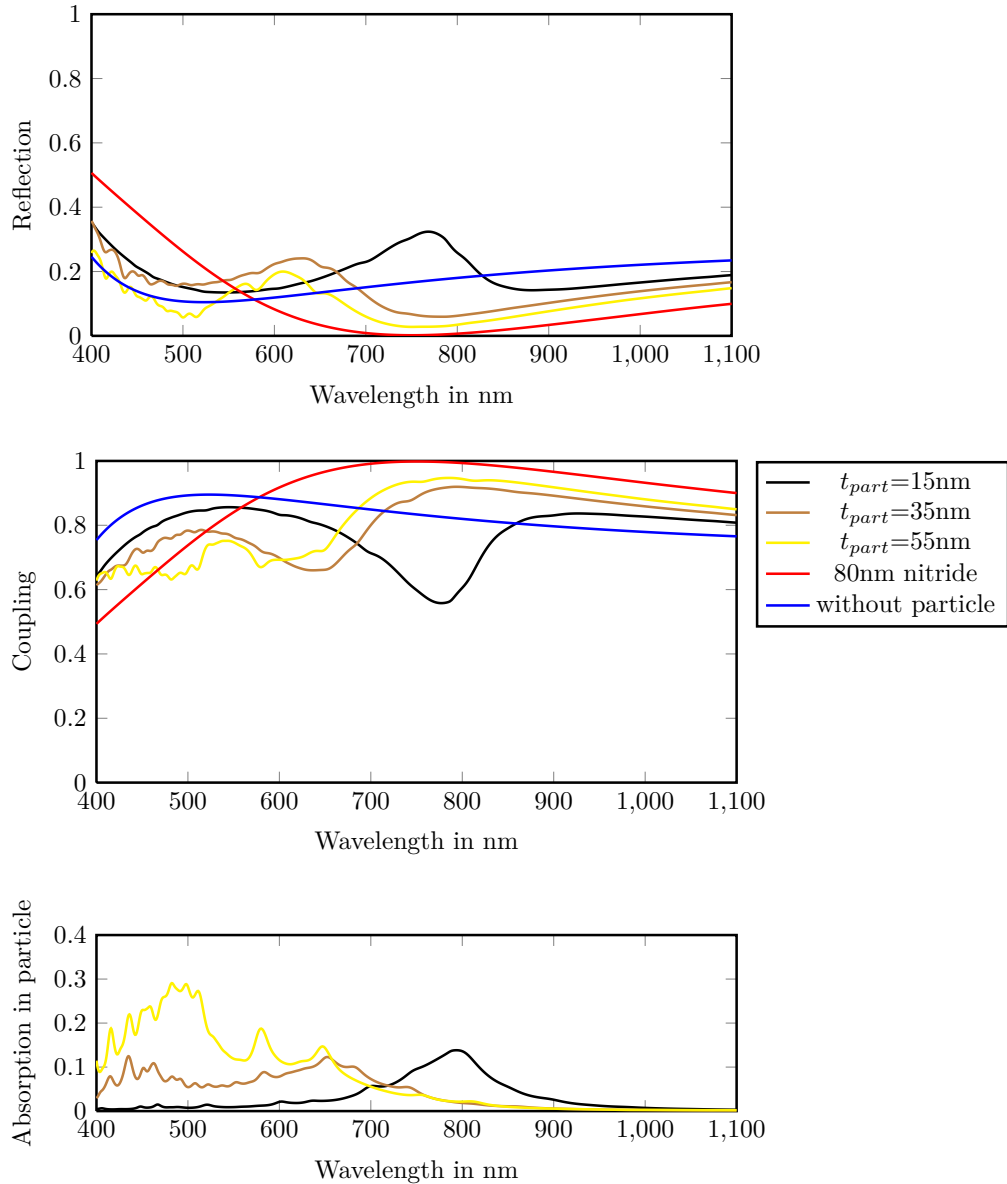 1
0.8
0.6
0.4
0.2
0
Reflection
400 500 600 700 800 900 1,000 1,100
Wavelength in nm
1
0.8
0.6
0.4
0.2
0
Coupling
400 500 600 700 800 900 1,000 1,100
Wavelength in nm
t_part=15nm
t_part=35nm
t_part=55nm
80nm nitride
without particle
0.4
0.3
0.2
0.1
0
Absorption in particle
400 500 600 700 800 900 1,000 1,100
Wavelength in nm